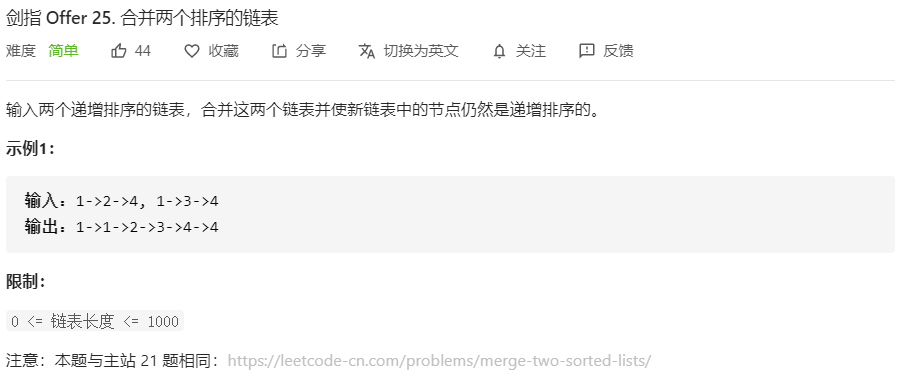 剑指 Offer 25. 合并两个排序的链表
难度 简单 44 收藏 分享 切换为英文 关注 反馈
输入两个递增排序的链表，合并这两个链表并使新链表中的节点仍然是递增排序的。
示例1：
输入：1->2->4, 1->3->4
输出：1->1->2->3->4->4
限制：
0 <= 链表长度 <= 1000
注意：本题与主站 21 题相同：https://leetcode-cn.com/problems/merge-two-sorted-lists/